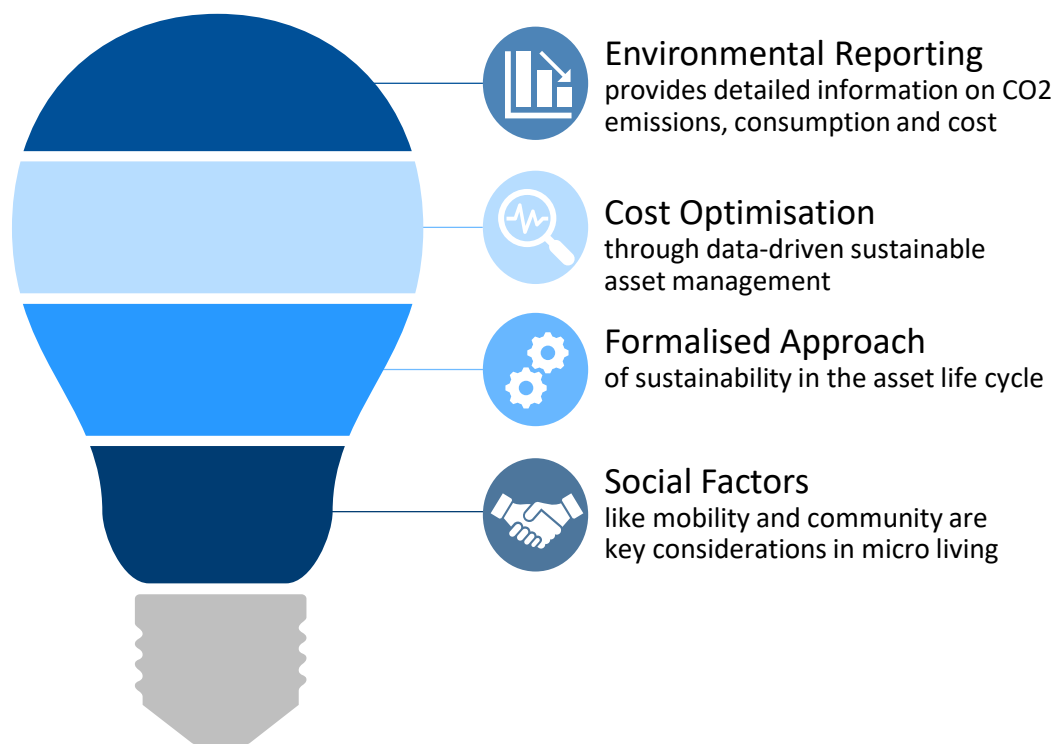 Environmental Reporting
provides detailed information on CO2
emissions, consumption and cost
Cost Optimisation
through data-driven sustainable
asset management
Formalised Approach
of sustainability in the asset life cycle
Social Factors
like mobility and community are
key considerations in micro living